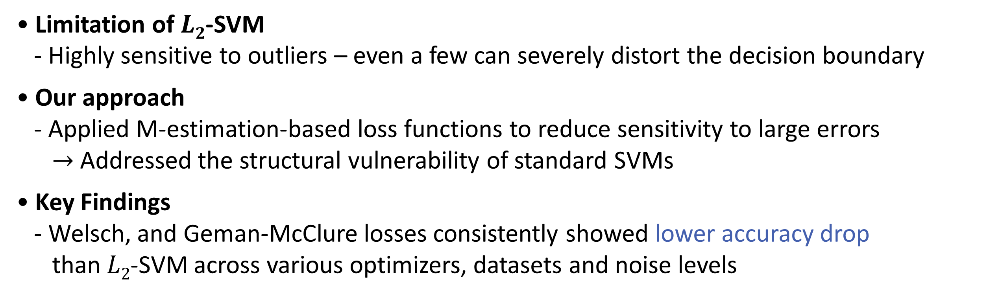 • Limitation of L₂-SVM
- Highly sensitive to outliers – even a few can severely distort the decision boundary
• Our approach
- Applied M-estimation-based loss functions to reduce sensitivity to large errors
→ Addressed the structural vulnerability of standard SVMs
• Key Findings
- Welsch, and Geman-McClure losses consistently showed lower accuracy drop
than L₂-SVM across various optimizers, datasets and noise levels